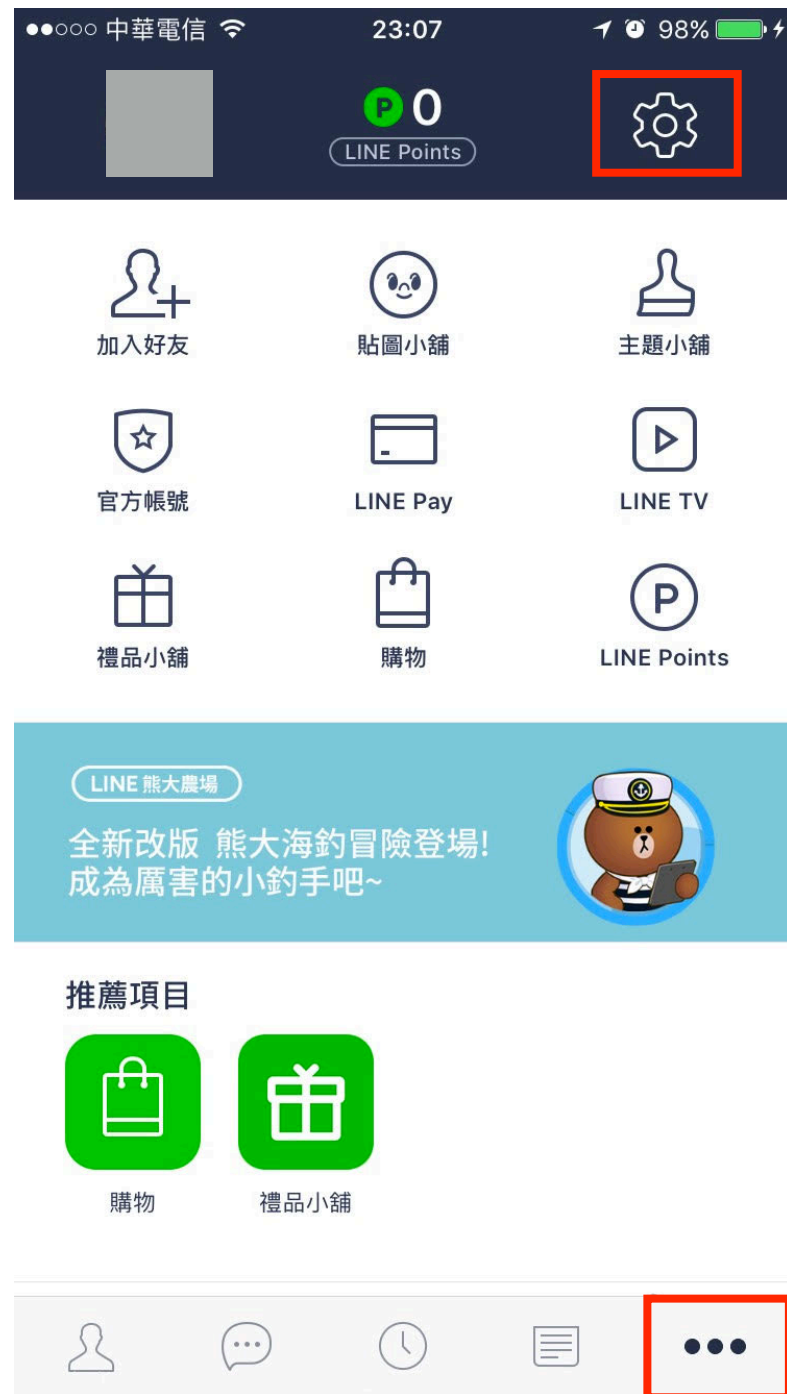 中華電信 23:07 98%
P 0
LINE Points
加入好友 貼圖小舖 主題小舖
官方帳號 LINE Pay LINE TV
P
禮品小舖 購物 LINE Points
LINE 熊大農場
全新改版 熊大海釣冒險登場!
成為厲害的小釣手吧~
推薦項目
購物 禮品小舖